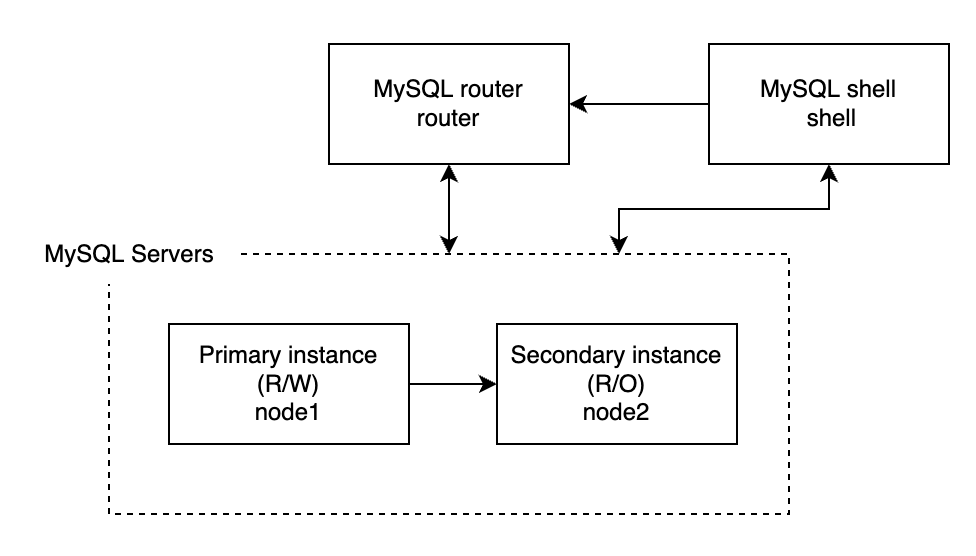 MySQL router
router
MySQL shell
shell
MySQL Servers
Primary instance
(R/W)
node1
Secondary instance
(R/O)
node2